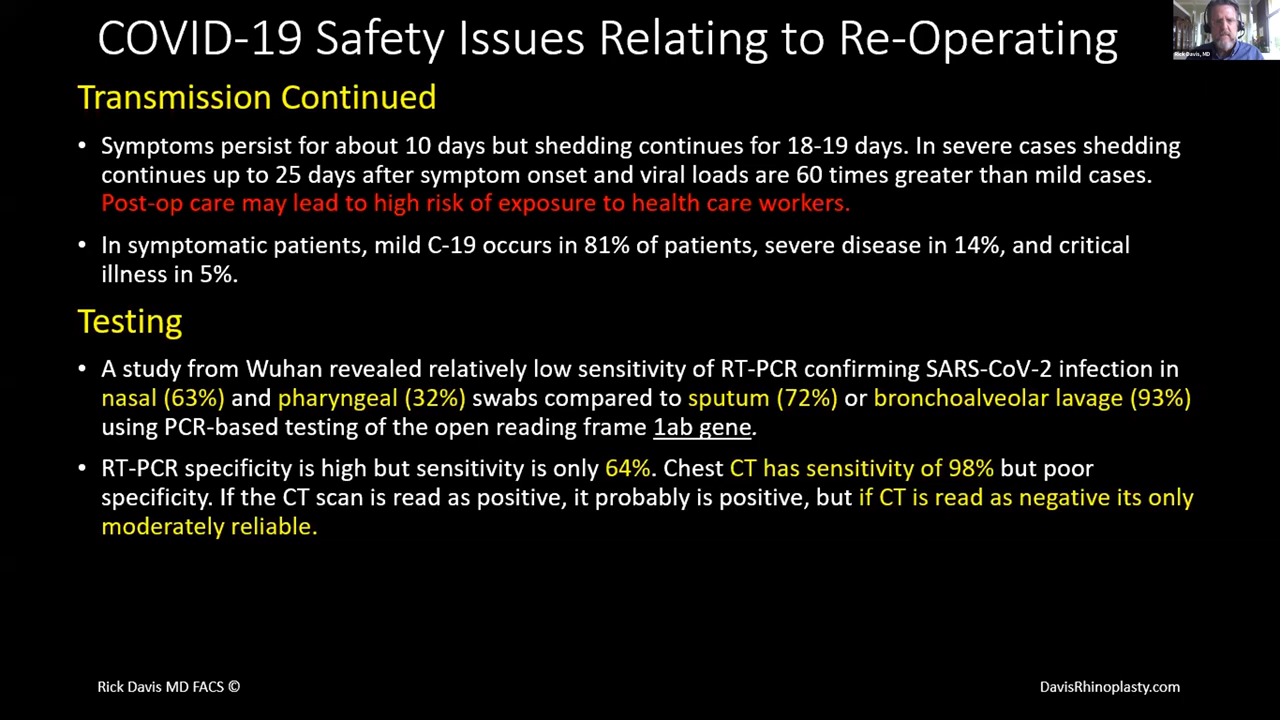 COVID-19 Safety Issues Relating to Re-Operating
Rick Davis, MD
Transmission Continued
• Symptoms persist for about 10 days but shedding continues for 18-19 days. In severe cases shedding
continues up to 25 days after symptom onset and viral loads are 60 times greater than mild cases.
Post-op care may lead to high risk of exposure to health care workers.
• In symptomatic patients, mild C-19 occurs in 81% of patients, severe disease in 14%, and critical
illness in 5%.
Testing
• A study from Wuhan revealed relatively low sensitivity of RT-PCR confirming SARS-CoV-2 infection in
nasal (63%) and pharyngeal (32%) swabs compared to sputum (72%) or bronchoalveolar lavage (93%)
using PCR-based testing of the open reading frame 1ab gene.
• RT-PCR specificity is high but sensitivity is only 64%. Chest CT has sensitivity of 98% but poor
specificity. If the CT scan is read as positive, it probably is positive, but if CT is read as negative its only
moderately reliable.
Rick Davis MD FACS ©
DavisRhinoplasty.com